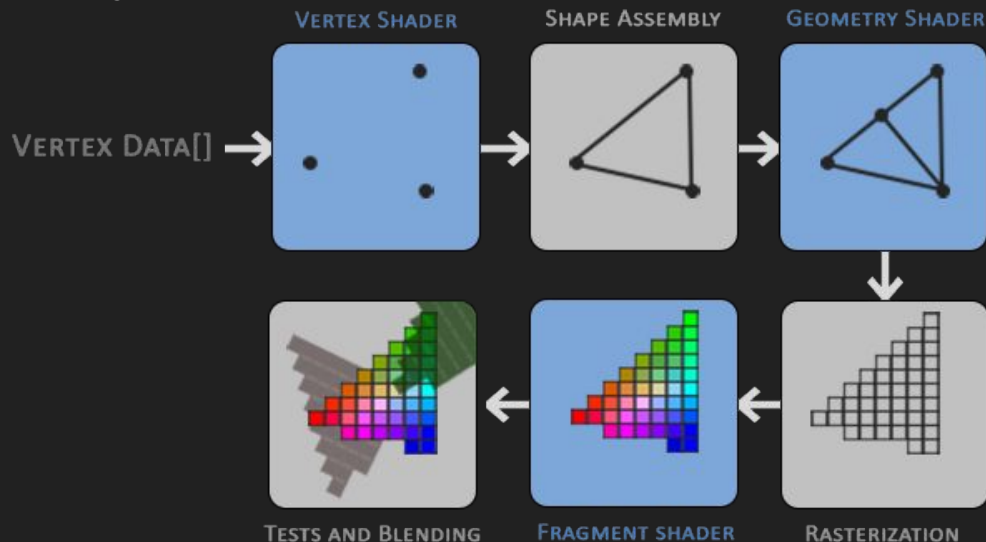 VERTEX SHADER
SHAPE ASSEMBLY
GEOMETRY SHADER
VERTEX DATA[]
TESTS AND BLENDING
FRAGMENT SHADER
RASTERIZATION